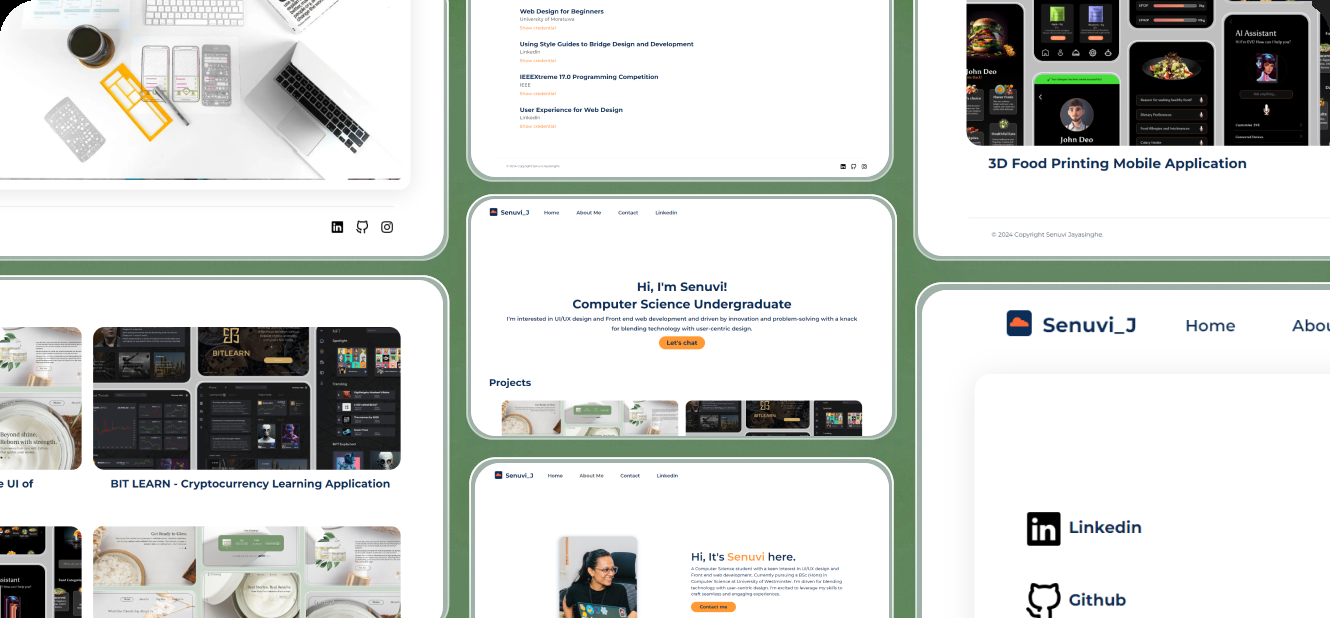 Web Design for Beginners
University of Moratuwa
Show credential
Using Style Guides to Bridge Design and Development
LinkedIn
Show credential
IEEEXtreme 17.0 Programming Competition
IEEE
Show credential
User Experience for Web Design
LinkedIn
Show credential
© 2024 Copyright Senuvi Jayasinghe.
John Deo
John Deo
AI Assistant
3D Food Printing Mobile Application
© 2024 Copyright Senuvi Jayasinghe.
Senuvi_J Home About Me Contact Linkedin
Hi, I'm Senuvi!
Computer Science Undergraduate
I'm interested in UI/UX design and Front end web development and driven by innovation and problem-solving with a knack
for blending technology with user-centric design.
Let's chat
Projects
BITLEARN
BITLEARN
Beyond shine.
Reborn with strength.
e UI of
BIT LEARN - Cryptocurrency Learning Application
Get Ready to Glow.
ssistant
Senuvi_J Home About Me Contact Linkedin
Hi, It's Senuvi here.
A Computer Science student with a keen interest in UI/UX design and
Front end web development. Currently pursuing a BSc (Hons) in
Computer Science at University of Westminster, I'm driven for blending
technology with user-centric design. I'm excited to leverage my skills to
craft seamless and engaging experiences.
Contact me
Senuvi_J Home Abou
Linkedin
Github